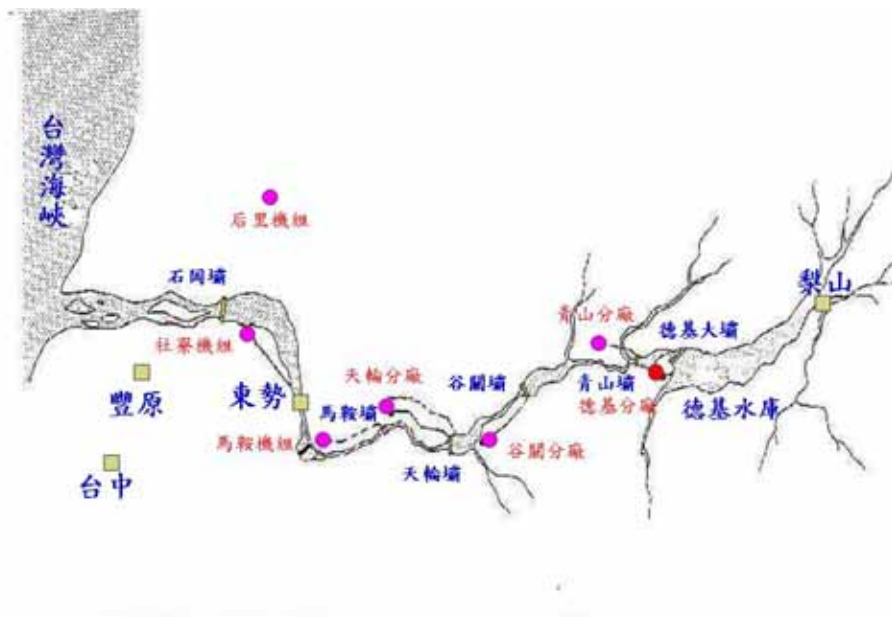 台灣海峽
后里機組
石岡壩
梨山
青山分廠
德基大壩
社寮機組
豐原
東勢
天輪分廠
馬鞍壩
谷關壩
青山壩
德基分廠
德基水庫
馬鞍機組
天輪壩
谷關分廠
台中